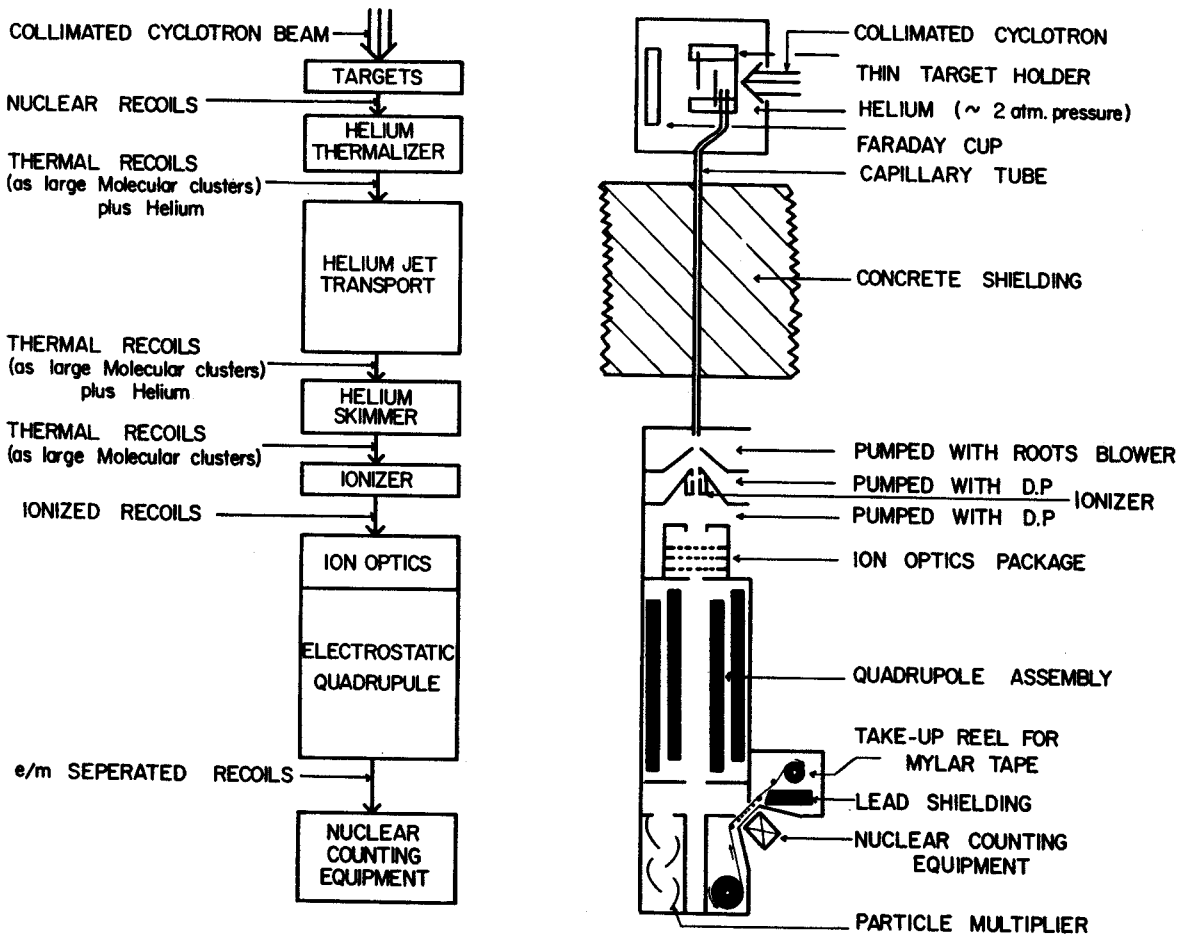 COLLIMATED CYCLOTRON BEAM
TARGETS
NUCLEAR RECOILS
HELIUM
THERMALIZER
THERMAL RECOILS
(as large Molecular clusters)
plus Helium
HELIUM JET
TRANSPORT
THERMAL RECOILS
(as large Molecular clusters)
plus Helium
HELIUM
SKIMMER
THERMAL RECOILS
(as large Molecular clusters)
IONIZER
IONIZED RECOILS
ION OPTICS
ELECTROSTATIC
QUADRUPULE
e/m SEPERATED RECOILS
NUCLEAR
COUNTING
EQUIPMENT
COLLIMATED CYCLOTRON
THIN TARGET HOLDER
HELIUM (~ 2 atm. pressure)
FARADAY CUP
CAPILLARY TUBE
CONCRETE SHIELDING
PUMPED WITH ROOTS BLOWER
PUMPED WITH D.P
IONIZER
PUMPED WITH D.P
ION OPTICS PACKAGE
QUADRUPOLE ASSEMBLY
TAKE-UP REEL FOR
MYLAR TAPE
LEAD SHIELDING
NUCLEAR COUNTING
EQUIPMENT
PARTICLE MULTIPLIER